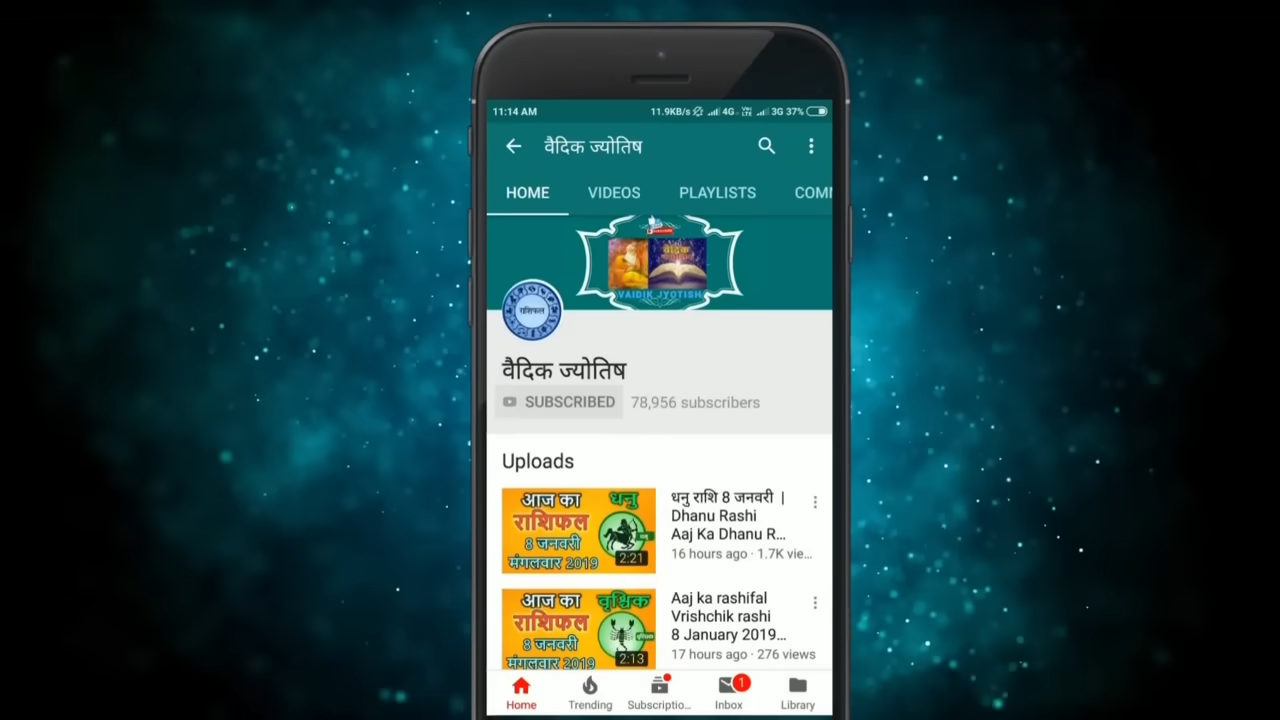 11:14 AM 11.9KB/s 4G VoLTE 3G 37%
वैदिक ज्योतिष
HOME VIDEOS PLAYLISTS COMM
वैदिक
VAIDIK JYOTISH
राशिफल
वैदिक ज्योतिष
SUBSCRIBED 78,956 subscribers
Uploads
आज का धनु
राशिफल
8 जनवरी
मंगलवार 2019
2:21
धनु राशि 8 जनवरी |
Dhanu Rashi
Aaj Ka Dhanu R...
16 hours ago · 1.7K vie...
आज का वृश्चिक
राशिफल
8 जनवरी
मंगलवार 2019
2:13
Aaj ka rashifal
Vrishchik rashi
8 January 2019...
17 hours ago · 276 views
1
Home Trending Subscriptio... Inbox Library